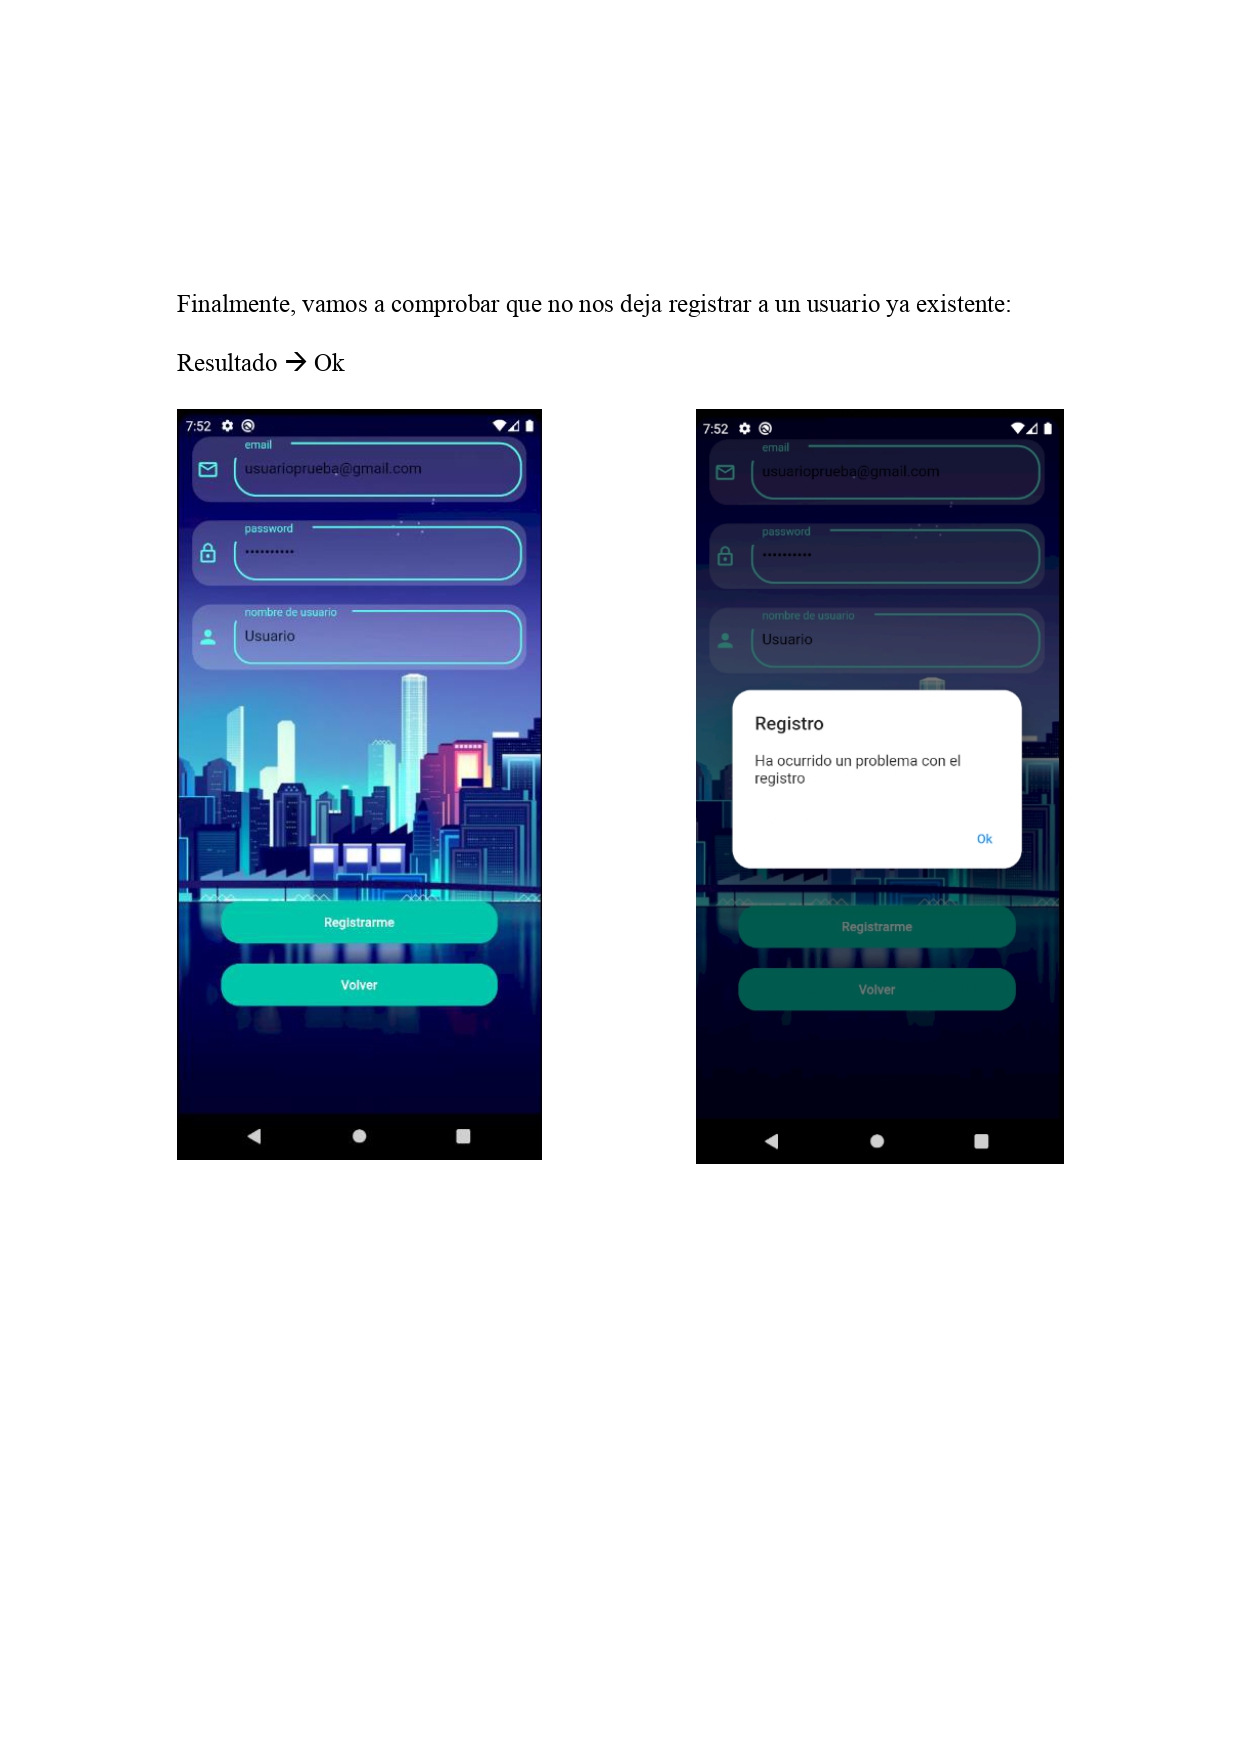 Finalmente, vamos a comprobar que no nos deja registrar a un usuario ya existente:
Resultado → Ok
7:52
email
usuarioprueba@gmail.com
password
••••••••••
nombre de usuario
Usuario
Registrarme
Volver
7:52
email
usuarioprueba@gmail.com
password
••••••••••
nombre de usuario
Usuario
Registro
Ha ocurrido un problema con el
registro
Ok
Registrarme
Volver